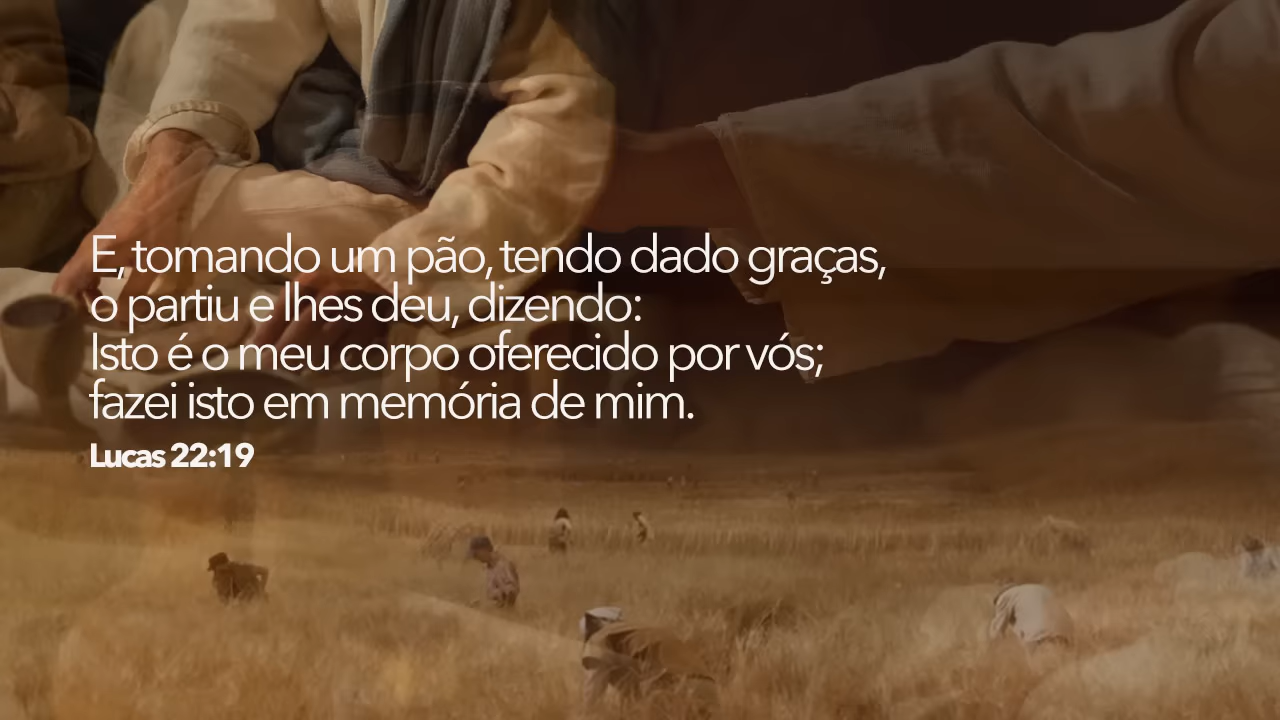 E, tomando um pão, tendo dado graças,
o partiu e lhes deu, dizendo:
Isto é o meu corpo oferecido por vós;
fazei isto em memória de mim.
Lucas 22:19